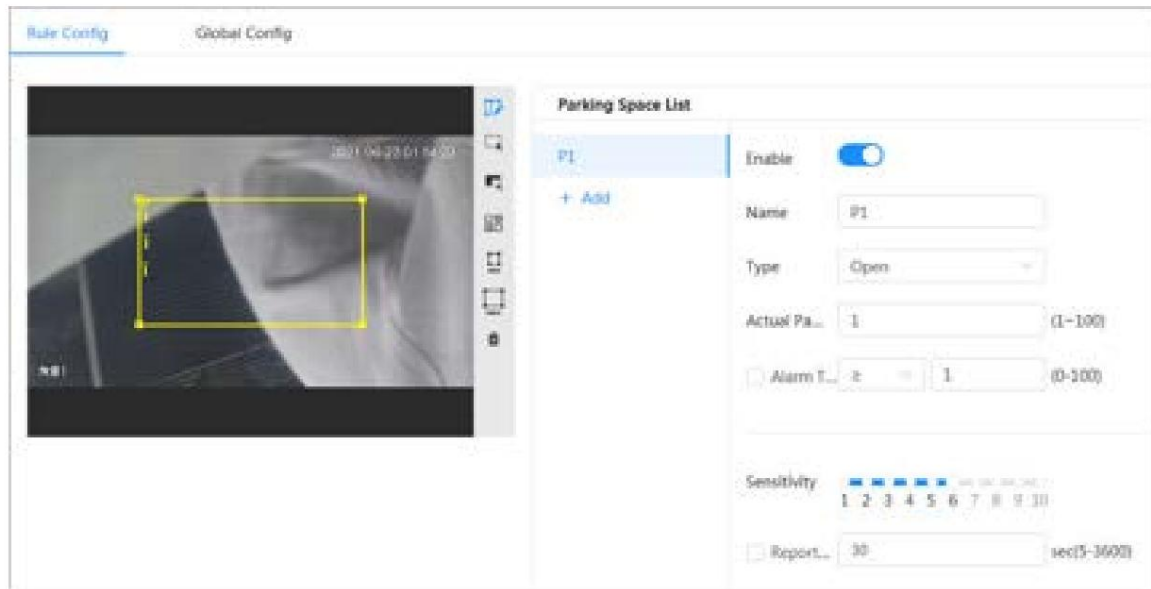 Rule Config Global Config
Parking Space List
P1
+ Add
Enable
Name P1
Type Open
Actual Pa... 1 (1~100)
Alarm T... ≥ 1 (0-100)
Sensitivity
1 2 3 4 5 6 7 8 9 10
Report... 30 sec(5-3600)